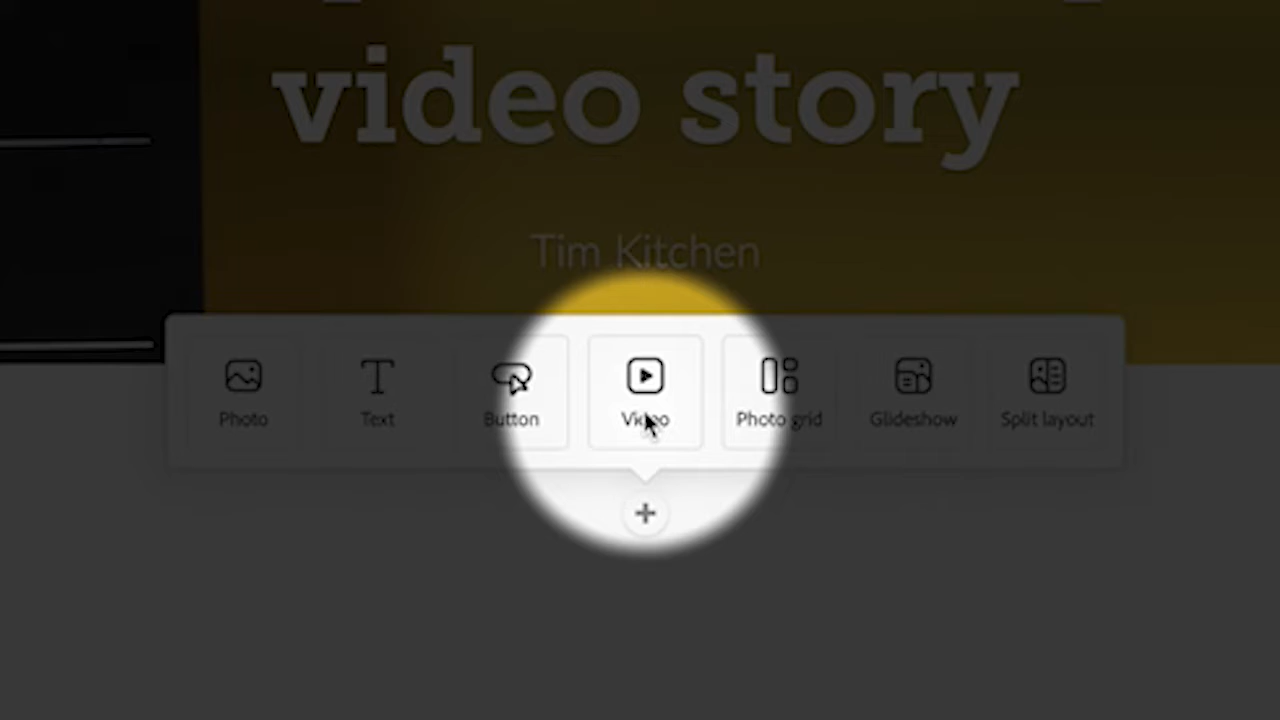 video story
Tim Kitchen
Photo
Text
Button
Video
Photo grid
Glideshow
Split layout